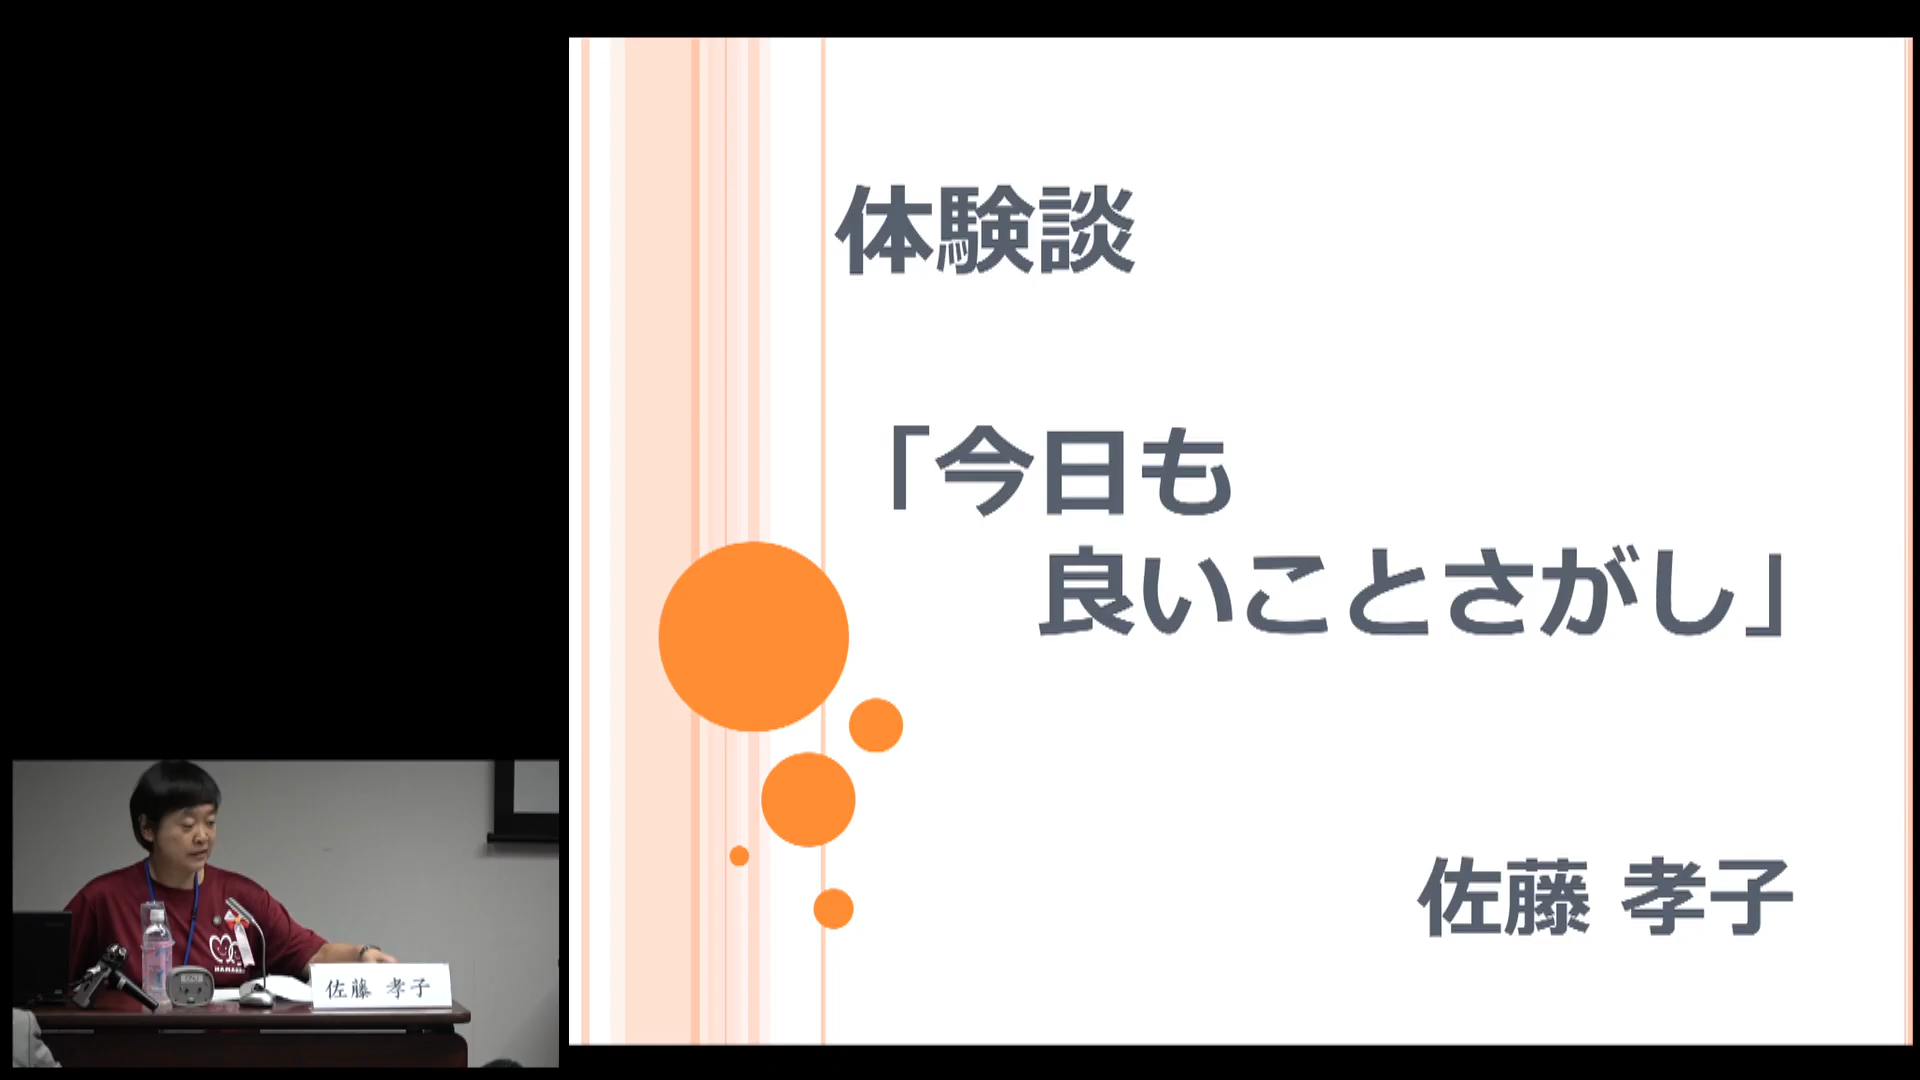 体験談
「今日も
良いことさがし」
佐藤 孝子
佐藤 孝子